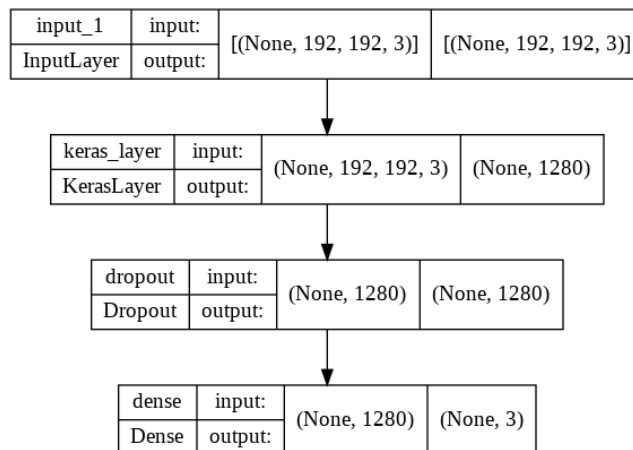 input_1 input: [(None, 192, 192, 3)] [(None, 192, 192, 3)]
InputLayer output:
keras_layer input: (None, 192, 192, 3) (None, 1280)
KerasLayer output:
dropout input: (None, 1280) (None, 1280)
Dropout output:
dense input: (None, 1280) (None, 3)
Dense output: